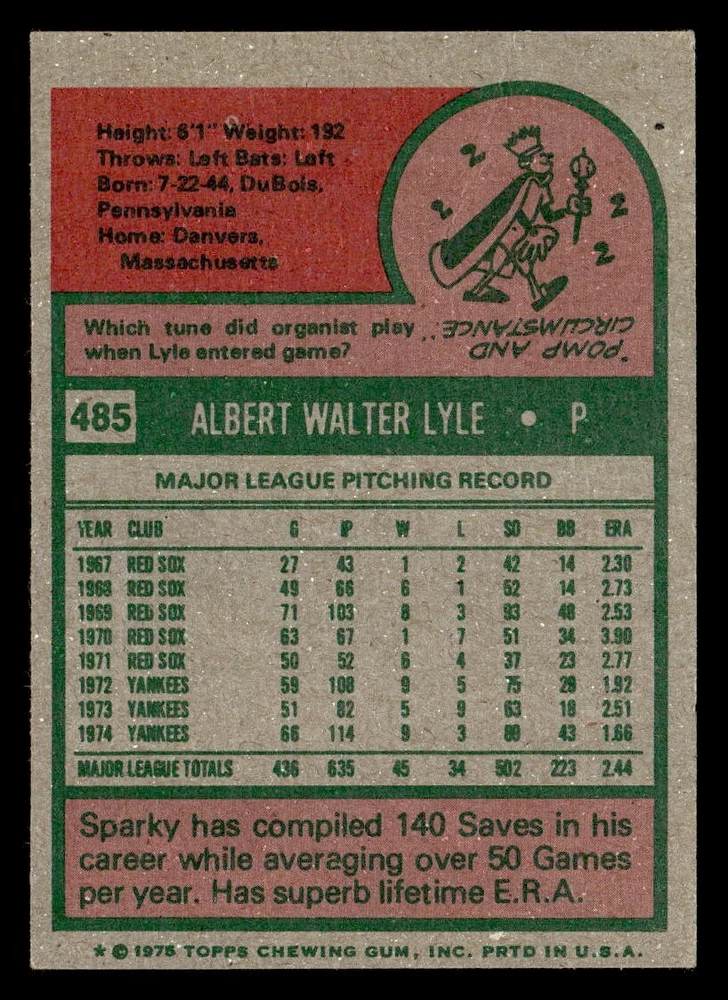 Height: 6'1" Weight: 192
Throws: Left Bats: Left
Born: 7-22-44, DuBois,
Pennsylvania
Home: Danvers,
Massachusetts
2 2 2 2
Which tune did organist play
when Lyle entered game?
"POMP AND
CIRCUMSTANCE."
485 ALBERT WALTER LYLE • P
MAJOR LEAGUE PITCHING RECORD
YEAR CLUB G IP W L SO BB ERA
1967 RED SOX 27 43 1 2 42 14 2.30
1968 RED SOX 49 66 6 1 52 14 2.73
1969 RED SOX 71 103 8 3 93 48 2.53
1970 RED SOX 63 67 1 7 51 34 3.90
1971 RED SOX 50 52 6 4 37 23 2.77
1972 YANKEES 59 108 9 5 75 29 1.92
1973 YANKEES 51 82 5 9 63 18 2.51
1974 YANKEES 66 114 9 3 89 43 1.66
MAJOR LEAGUE TOTALS 436 635 45 34 502 223 2.44
Sparky has compiled 140 Saves in his
career while averaging over 50 Games
per year. Has superb lifetime E.R.A.
* © 1975 TOPPS CHEWING GUM, INC. PRTD IN U.S.A.